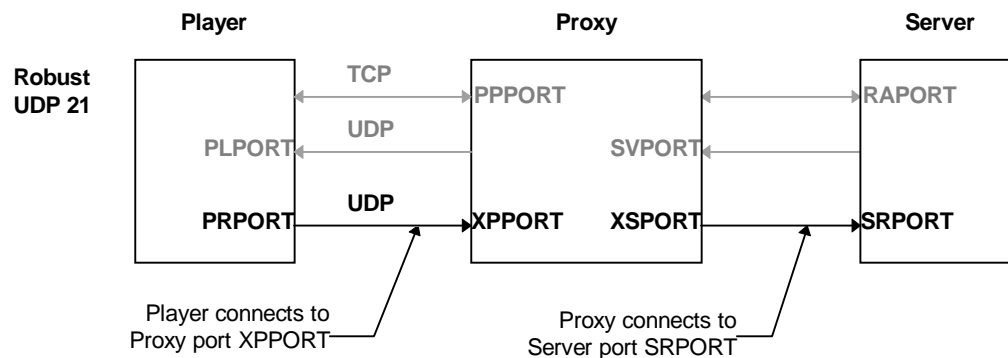 Player Proxy Server
Robust
UDP 21
TCP
PPPORT RAPORT
UDP
PLPORT SVPORT
UDP
PRPORT XPPORT XSPORT SRPORT
Player connects to
Proxy port XPPORT
Proxy connects to
Server port SRPORT